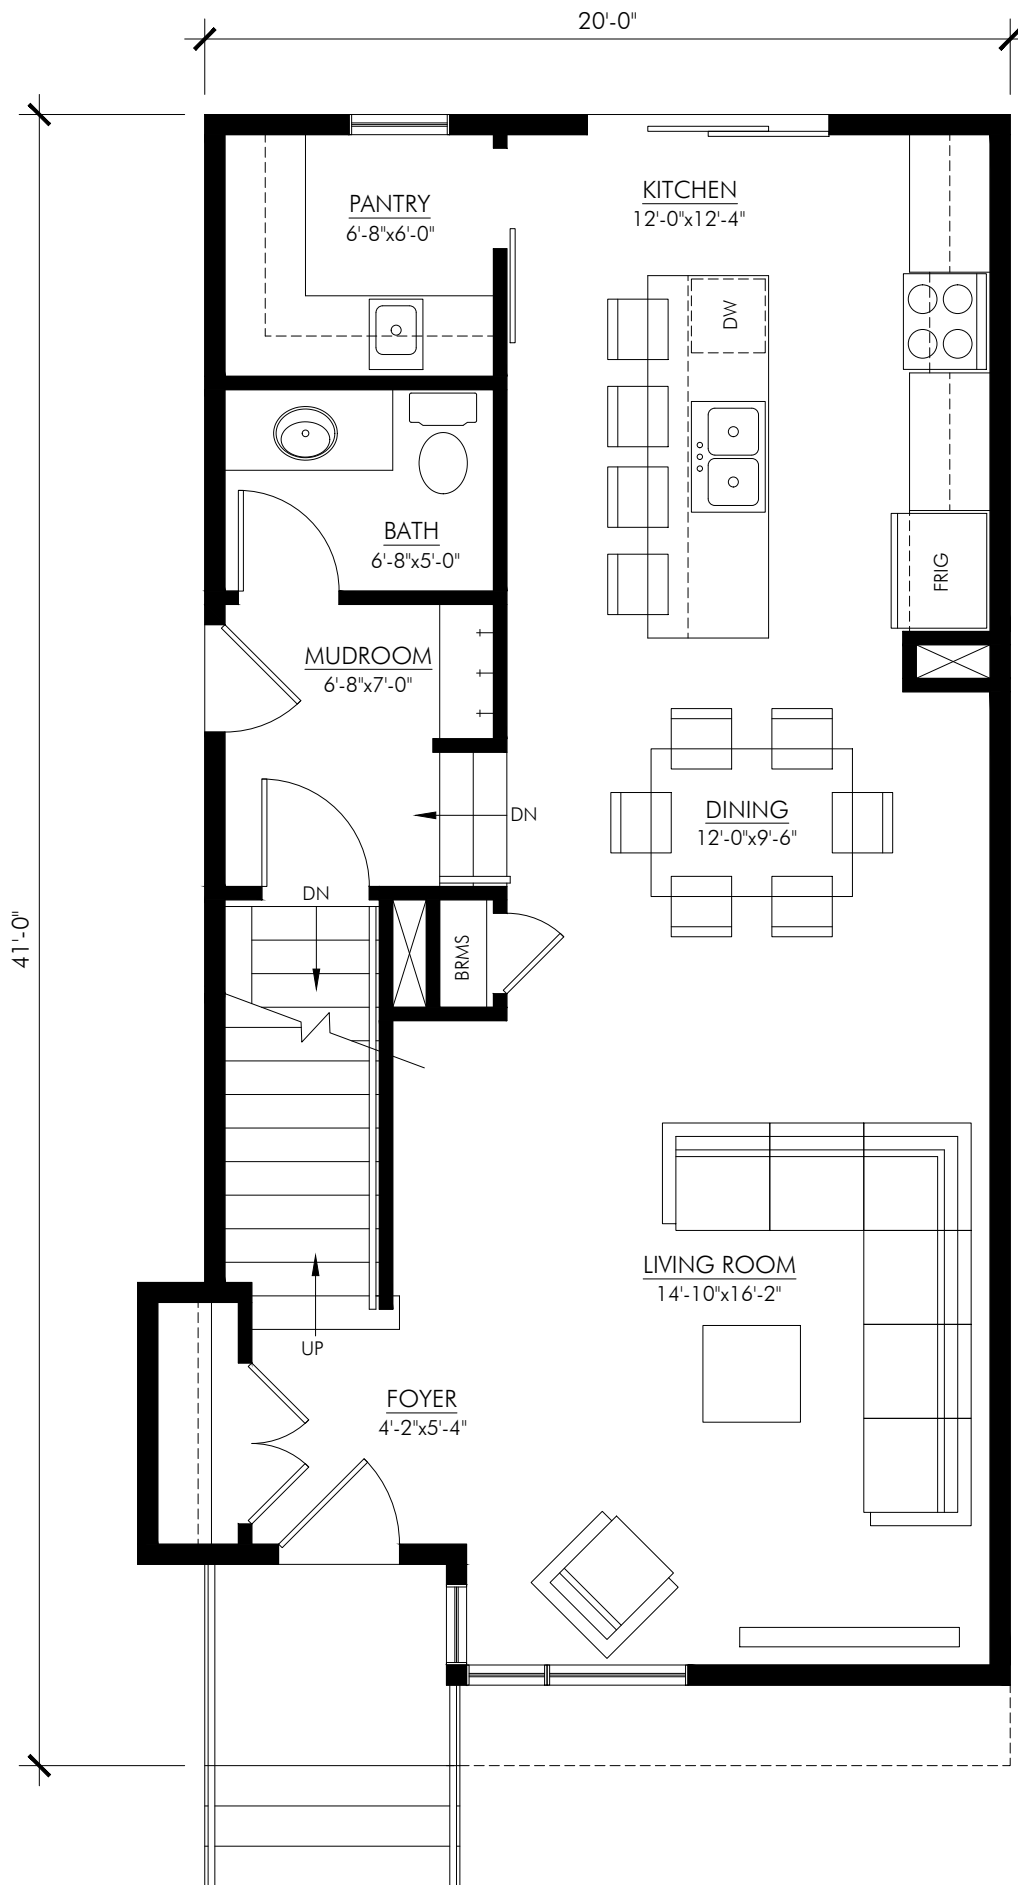 20'-0"
PANTRY
6'-8"x6'-0"
KITCHEN
12'-0"x12'-4"
DW
BATH
6'-8"x5'-0"
FRIG
MUDROOM
6'-8"x7'-0"
DN
DINING
12'-0"x9'-6"
DN
BRMS
41'-0"
LIVING ROOM
14'-10"x16'-2"
UP
FOYER
4'-2"x5'-4"